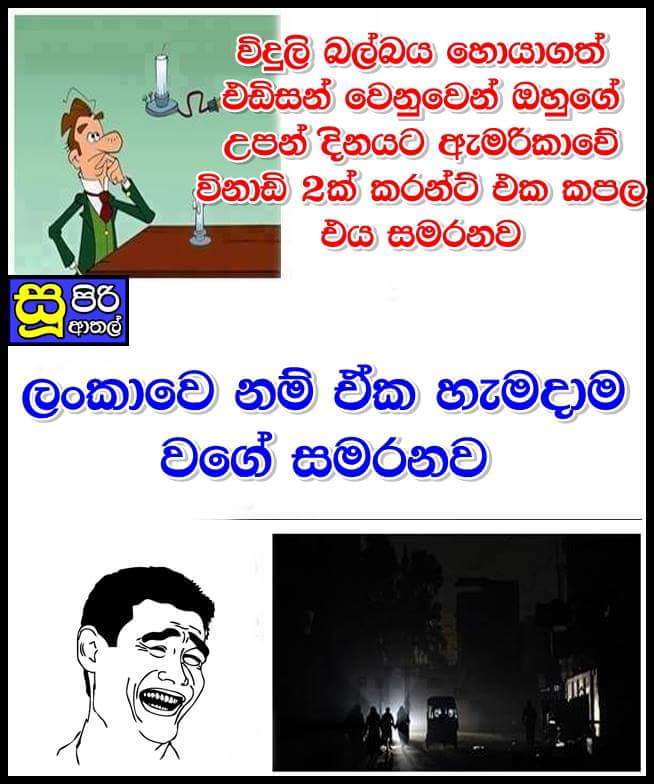 විදුලි බල්බය හොයාගත්
එඩිසන් වෙනුවෙන් ඔහුගේ
උපන් දිනයට ඇමරිකාවේ
විනාඩි 2ක් කරන්ට් එක කපල
එය සමරනව
සූපිරි
ආතල්
ලංකාවෙ නම් ඒක හැමදාම
වගේ සමරනව